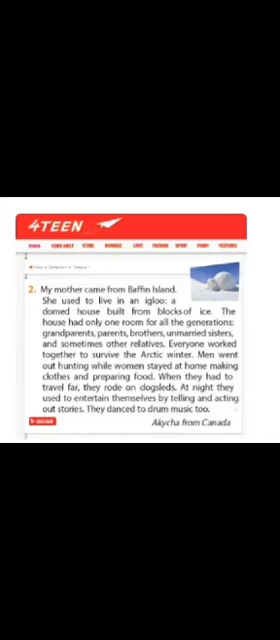 4TEEN
Home STORE SPORT FUNNY FEATURES
2. My mother came from Baffin Island.
She used to live in an igloo: a
domed house built from blocks of ice. The
house had only one room for all the generations:
grandparents, parents, brothers, unmarried sisters,
and sometimes other relatives. Everyone worked
together to survive the Arctic winter. Men went
out hunting while women stayed at home making
clothes and preparing food. When they had to
travel far, they rode on dogsleds. At night they
used to entertain themselves by telling and acting
out stories. They danced to drum music too.
Akycha from Canada